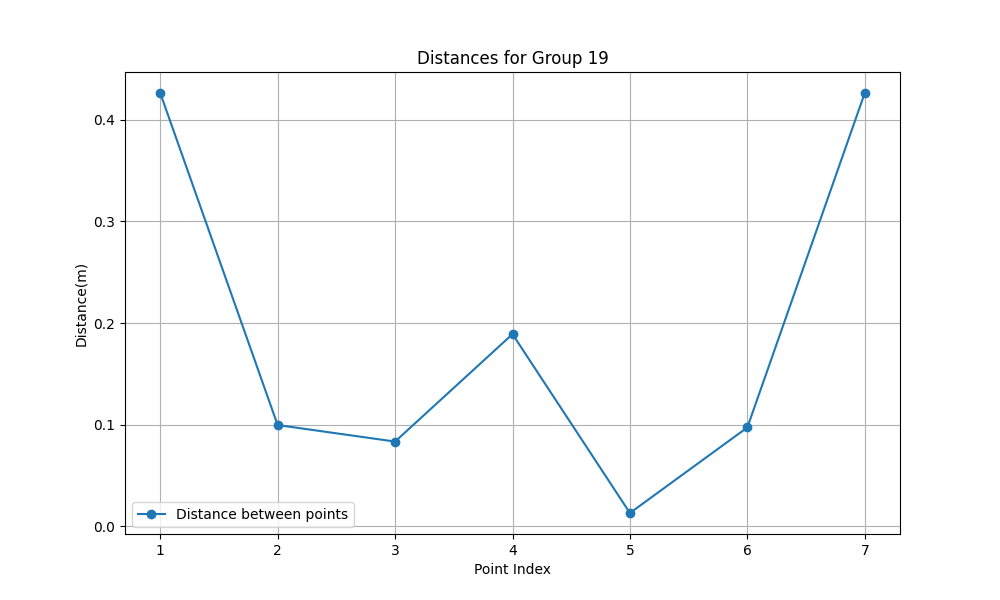 Distances for Group 19
Distance(m)
0.4
0.3
0.2
0.1
0.0
Distance between points
1 2 3 4 5 6 7
Point Index